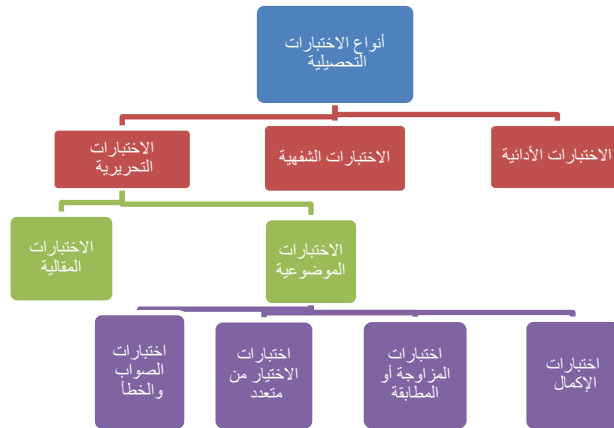 أنواع الاختبارات
التحصيلية
الاختبارات الأدائية
الاختبارات الشفهية
الاختبارات
التحريرية
الاختبارات
الموضوعية
الاختبارات
المقالية
اختبارات
الإكمال
اختبارات
المزاوجة أو
المطابقة
اختبارات
الاختيار من
متعدد
اختبارات
الصواب
والخطأ